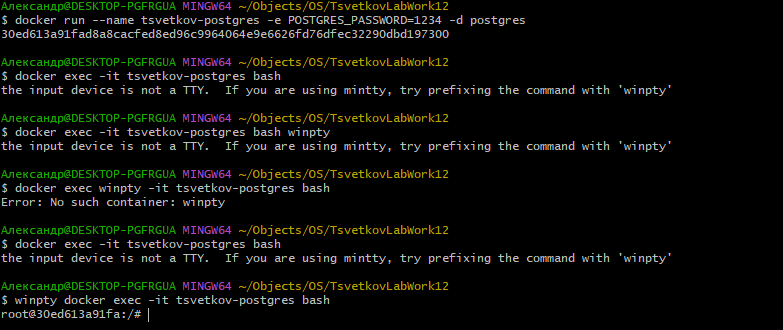 Александр@DESKTOP-PGFRGUA MINGW64 ~/Objects/OS/TsvetkovLabWork12
$ docker run --name tsvetkov-postgres -e POSTGRES_PASSWORD=1234 -d postgres
30ed613a91fad8a8cacfed8ed96c9964064e9e6626fd76dfec32290dbd197300
Александр@DESKTOP-PGFRGUA MINGW64 ~/Objects/OS/TsvetkovLabWork12
$ docker exec -it tsvetkov-postgres bash
the input device is not a TTY.  If you are using mintty, try prefixing the command with 'winpty'
Александр@DESKTOP-PGFRGUA MINGW64 ~/Objects/OS/TsvetkovLabWork12
$ docker exec -it tsvetkov-postgres bash winpty
the input device is not a TTY.  If you are using mintty, try prefixing the command with 'winpty'
Александр@DESKTOP-PGFRGUA MINGW64 ~/Objects/OS/TsvetkovLabWork12
$ docker exec winpty -it tsvetkov-postgres bash
Error: No such container: winpty
Александр@DESKTOP-PGFRGUA MINGW64 ~/Objects/OS/TsvetkovLabWork12
$ docker exec -it tsvetkov-postgres bash
the input device is not a TTY.  If you are using mintty, try prefixing the command with 'winpty'
Александр@DESKTOP-PGFRGUA MINGW64 ~/Objects/OS/TsvetkovLabWork12
$ winpty docker exec -it tsvetkov-postgres bash
root@30ed613a91fa:/#